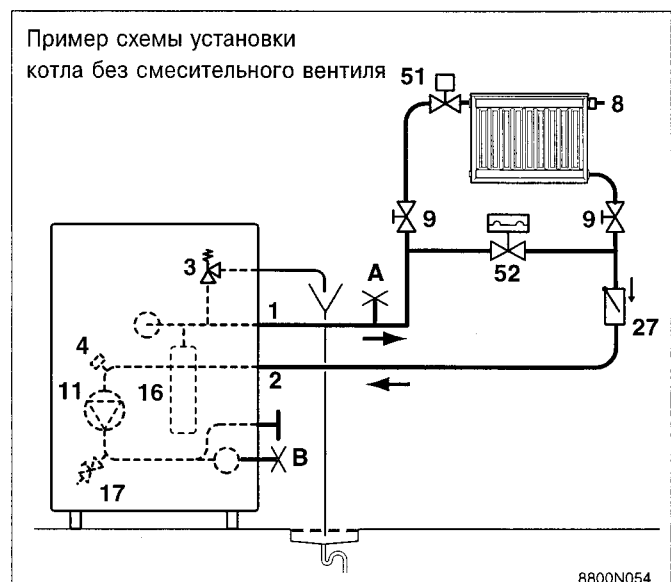 Пример схемы установки
котла без смесительного вентиля
51
8
9
9
3
A
52
1
27
4
2
11
16
B
17
8800N054